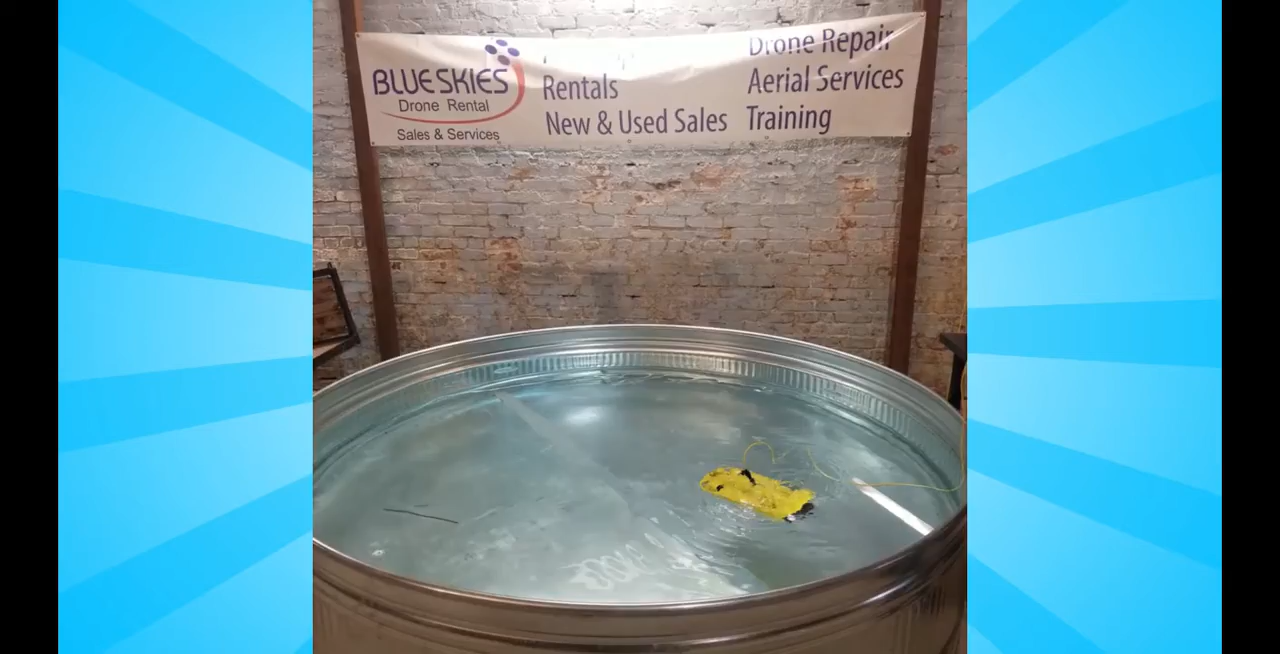 BLUE SKIES
Drone Rental
Sales & Services
Rentals
New & Used Sales
Drone Repair
Aerial Services
Training